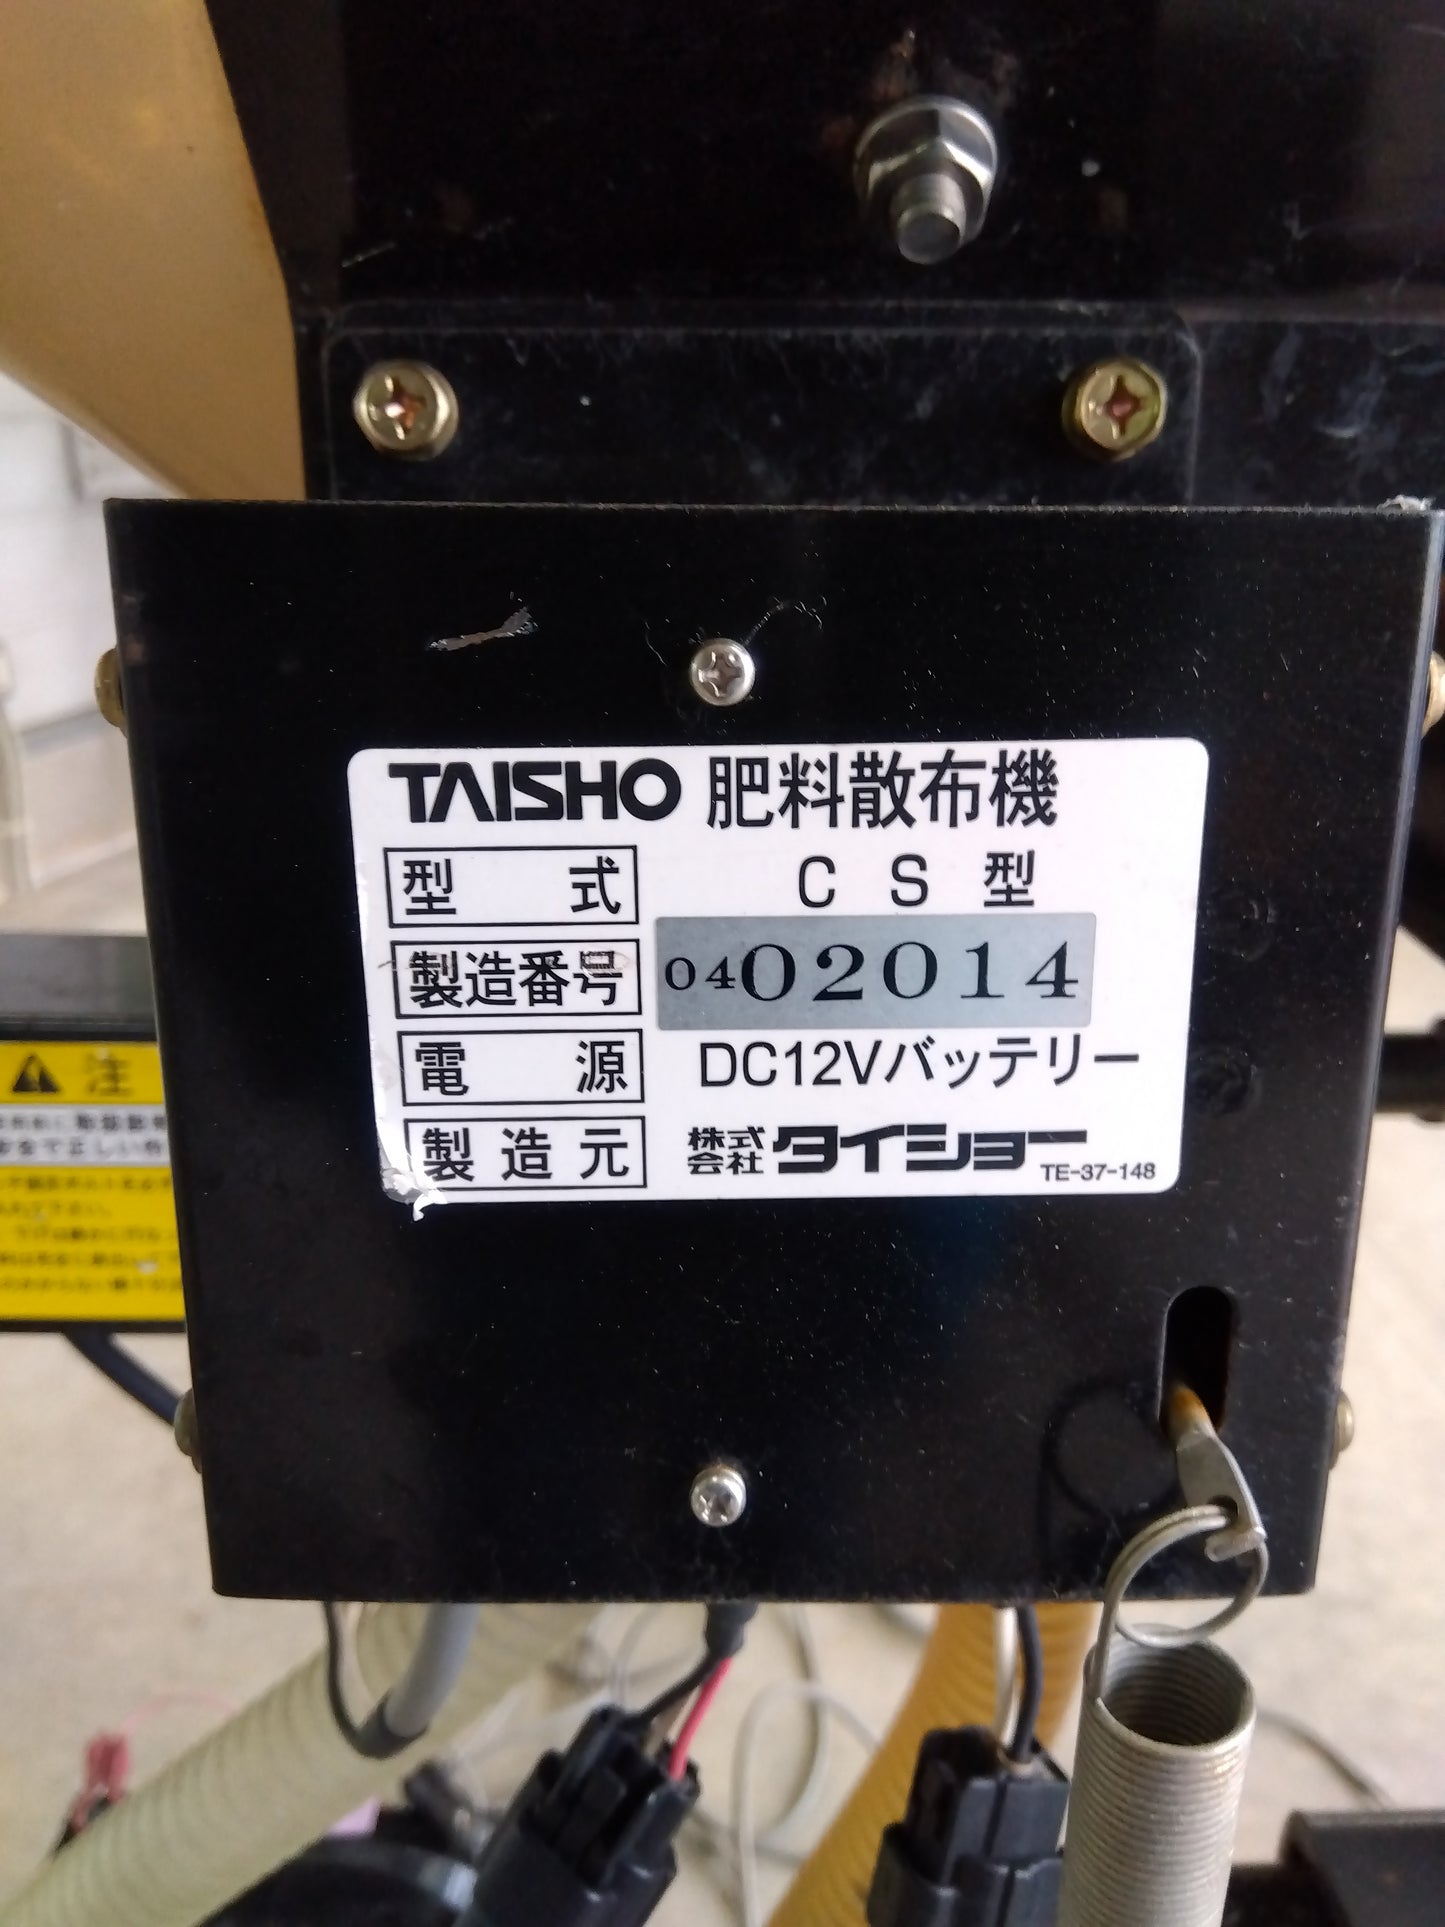 TAISHO 肥料散布機
型 式 CS型
製造番号 0402014
電 源 DC12Vバッテリー
製造元 株式会社 タイショー TE-37-148
注